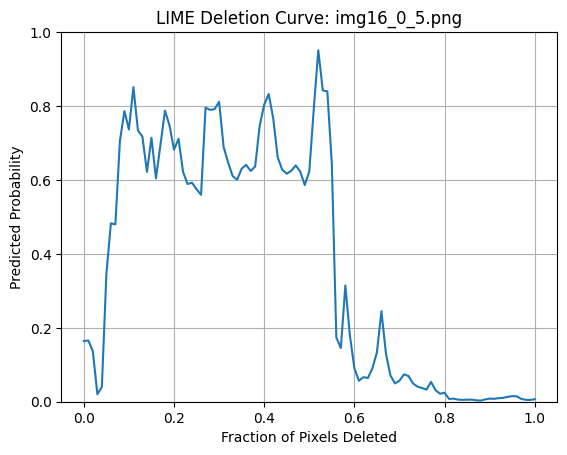 LIME Deletion Curve: img16_0_5.png
1.0
0.8
0.6
0.4
0.2
0.0
Predicted Probability
0.0 0.2 0.4 0.6 0.8 1.0
Fraction of Pixels Deleted